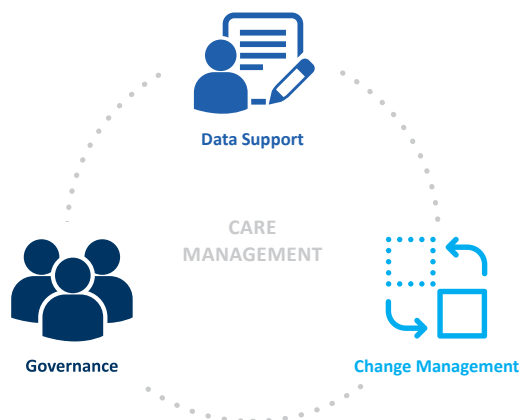 Data Support
CARE
MANAGEMENT
Governance
Change Management